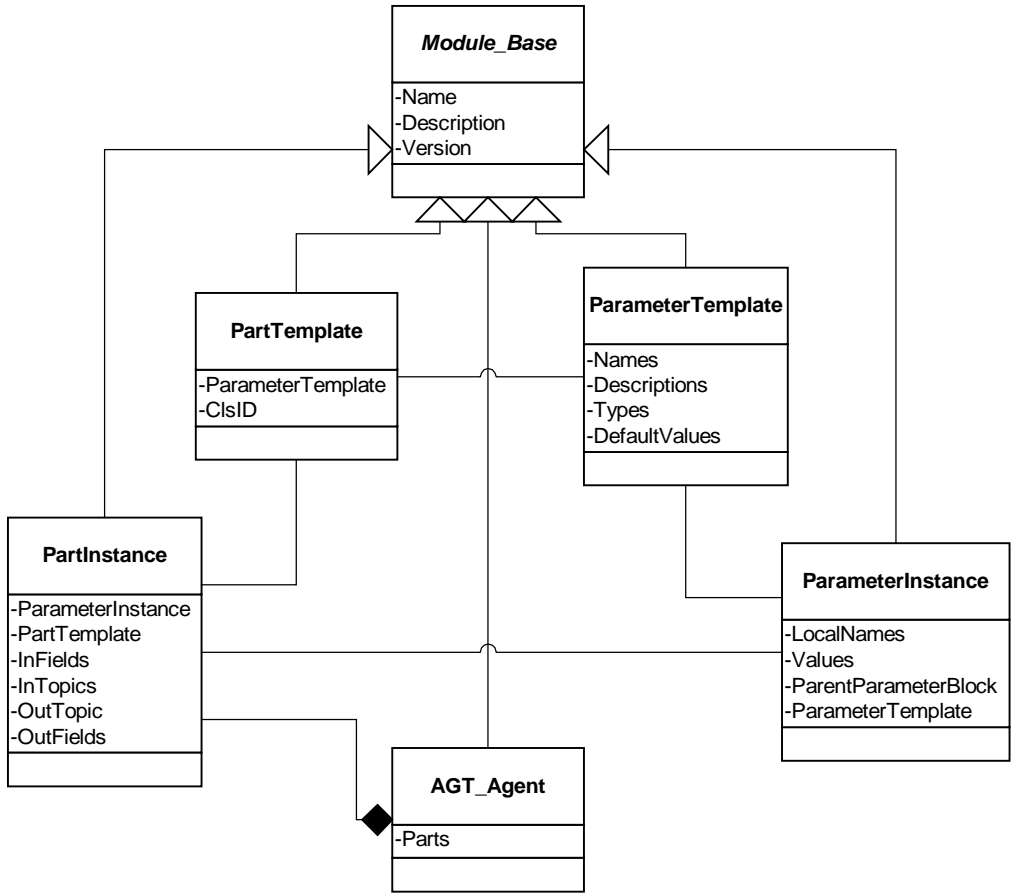 Module_Base
-Name
-Description
-Version
PartTemplate
-ParameterTemplate
-ClsID
ParameterTemplate
-Names
-Descriptions
-Types
-DefaultValues
PartInstance
-ParameterInstance
-PartTemplate
-InFields
-InTopics
-OutTopic
-OutFields
ParameterInstance
-LocalNames
-Values
-ParentParameterBlock
-ParameterTemplate
AGT_Agent
-Parts